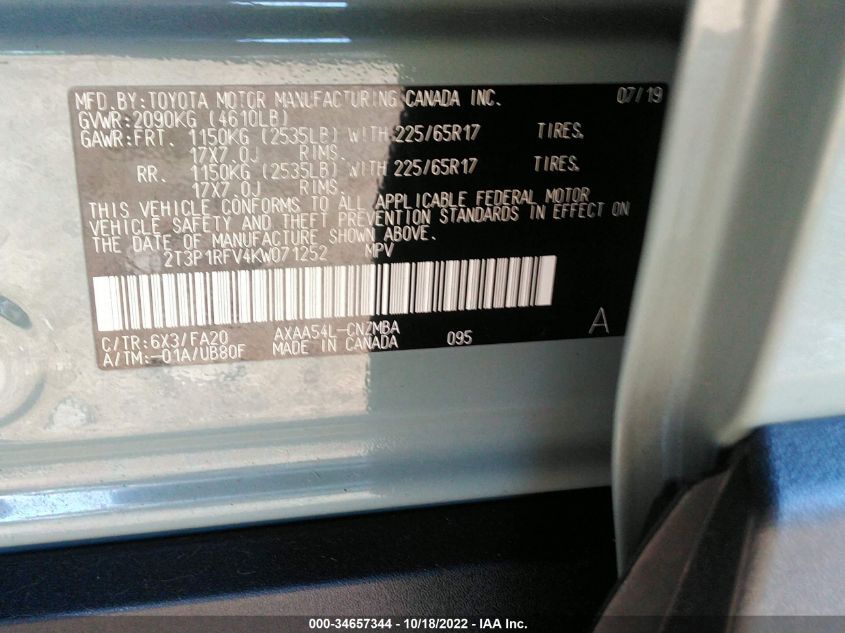 MFD.BY:TOYOTA MOTOR MANUFACTURING CANADA INC. 07/19
GVWR:2090KG (4610LB)
GAWR:FRT. 1150KG (2535LB) WITH 225/65R17 TIRES.
17X7.0J RIMS.
RR. 1150KG (2535LB) WITH 225/65R17 TIRES.
17X7.0J RIMS.
THIS VEHICLE CONFORMS TO ALL APPLICABLE FEDERAL MOTOR
VEHICLE SAFETY AND THEFT PREVENTION STANDARDS IN EFFECT ON
THE DATE OF MANUFACTURE SHOWN ABOVE.
2T3P1RFV4KW071252 MPV
C/TR:6X3/FA20 AXAA54L-CNZMBA A
A/TM:-01A/UB80F MADE IN CANADA 095
000-34657344 - 10/18/2022 - IAA Inc.